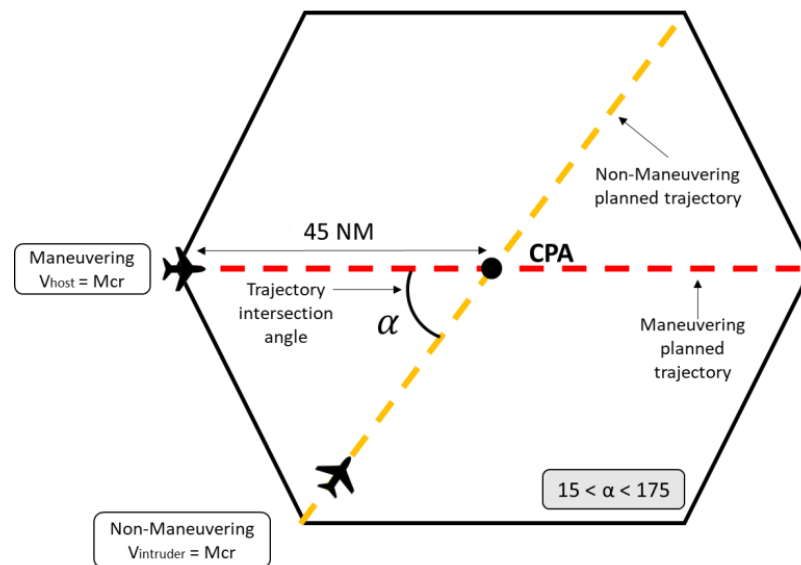 Non-Maneuvering
planned trajectory
45 NM
Maneuvering
Vhost = Mcr
CPA
Trajectory
intersection
angle
α
Maneuvering
planned
trajectory
15 < α < 175
Non-Maneuvering
Vintruder = Mcr